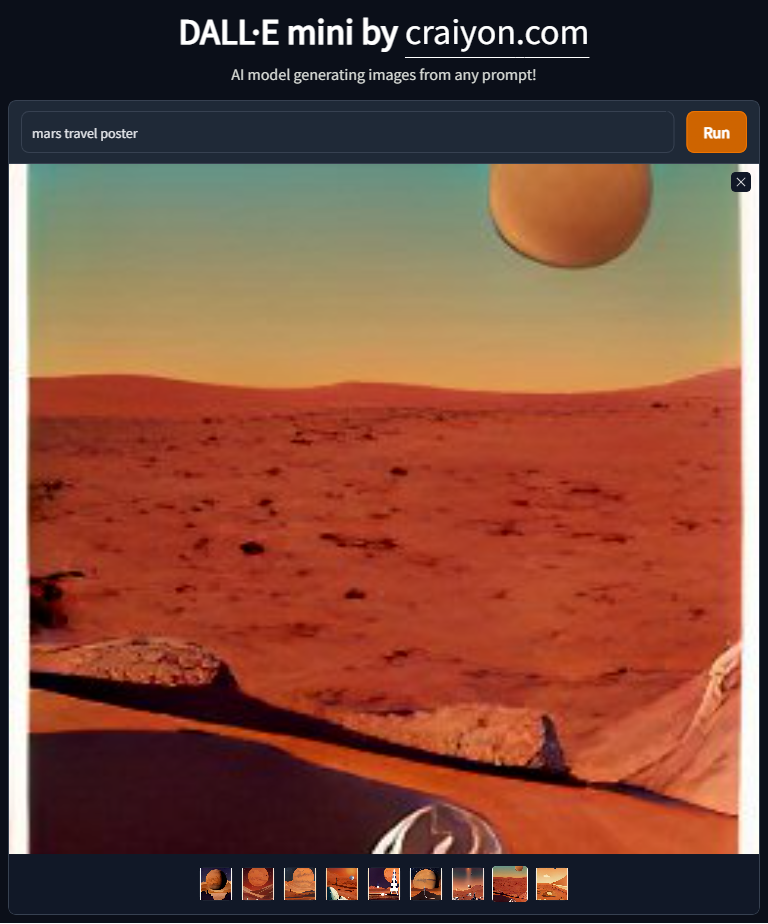 DALL·E mini by craiyon.com
AI model generating images from any prompt!
mars travel poster
Run